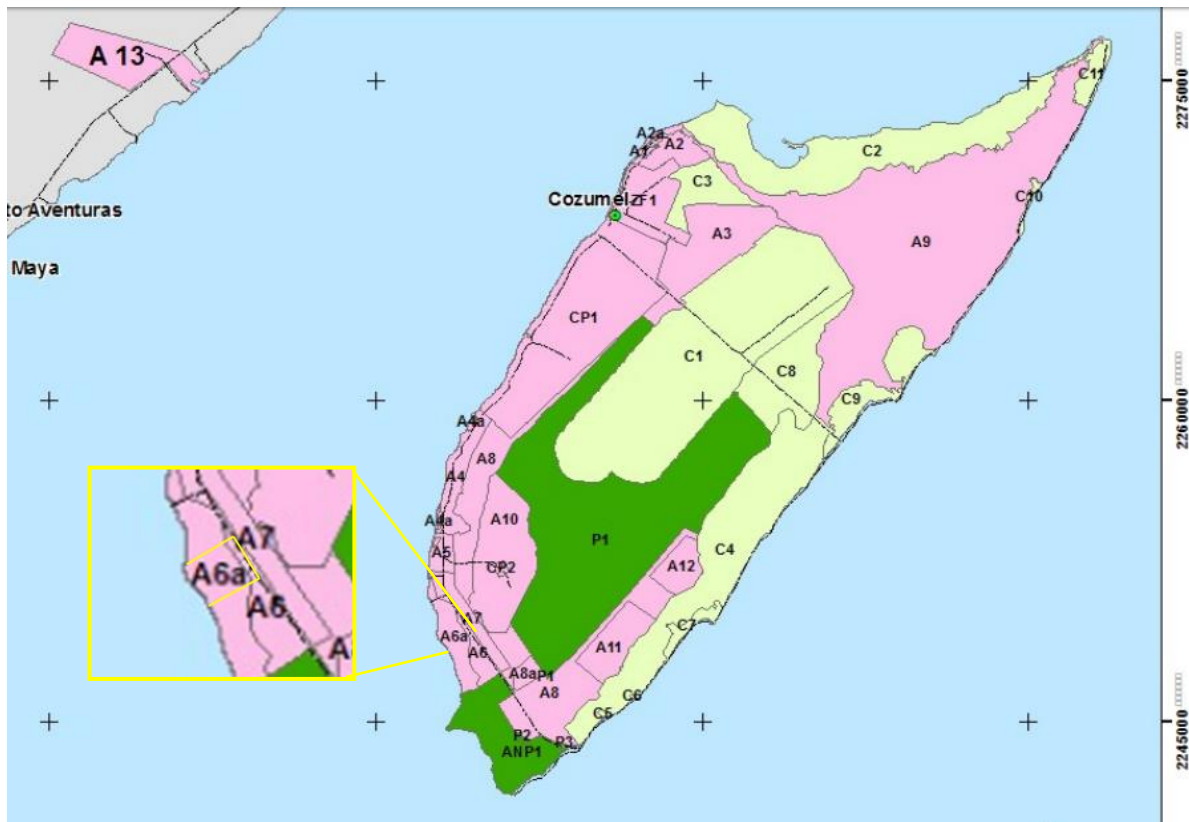 A 13
C11
2275000
A2a
A1
A2
C2
C3
C10
Cozumel
ZF1
to Aventuras
A3
A9
Maya
CP1
C1
C8
C9
2260000
A4a
A8
A4
A10
A4a
P1
C4
A5
CP2
A12
A7
A6a
A6
C7
A11
A8a
P1
A8
C6
C5
P2
P3
ANP1
2245000
A7
A6a
A6
A